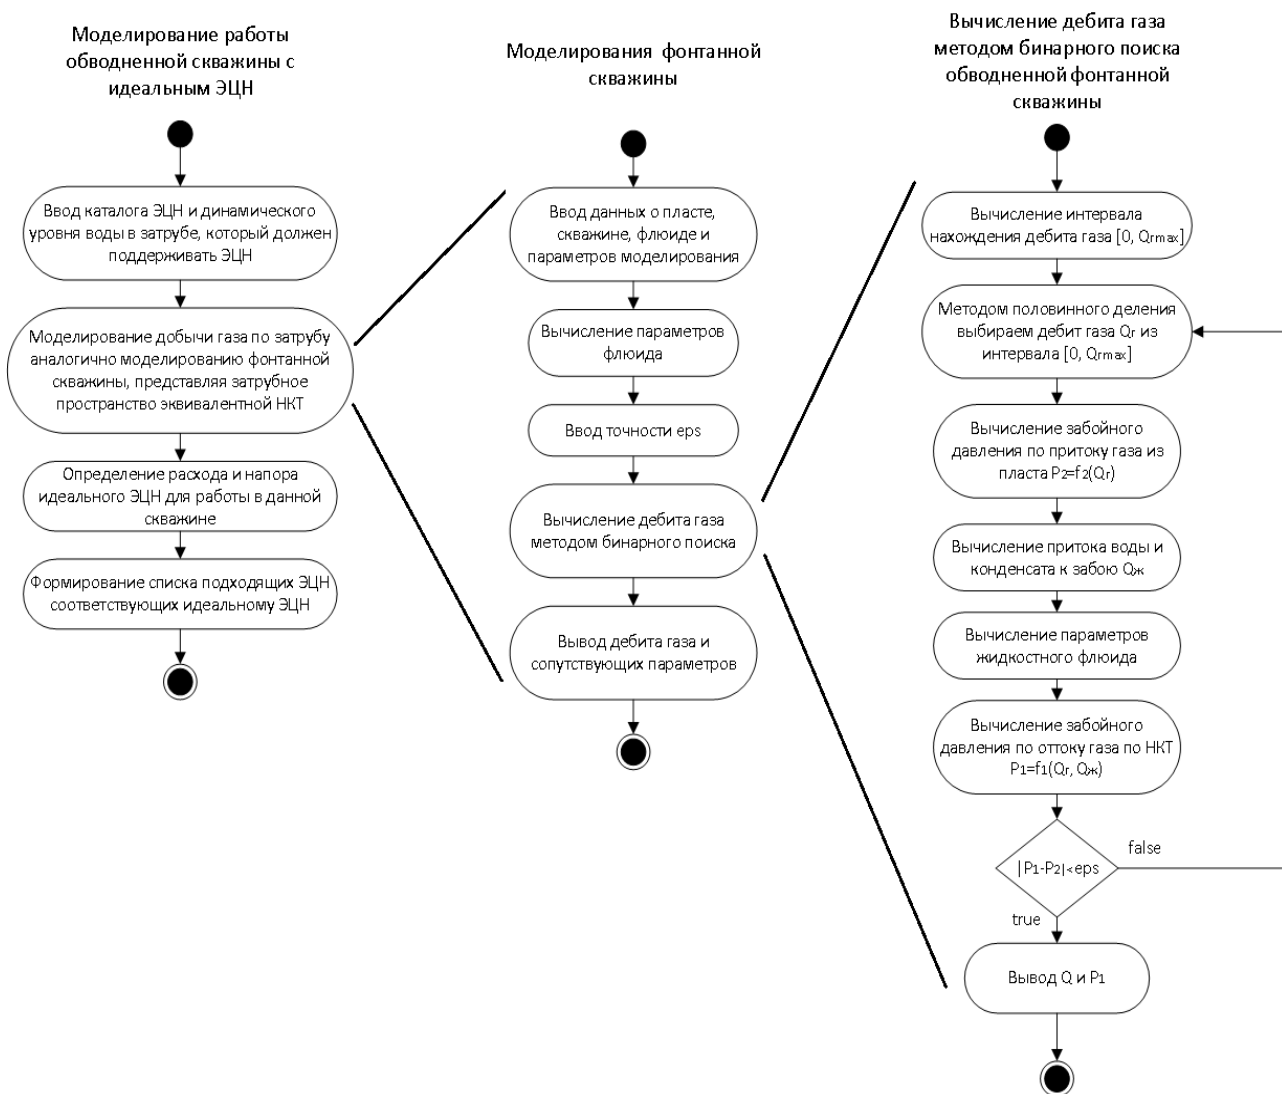 Моделирование работы
обводненной скважины с
идеальным ЭЦН
Ввод каталога ЭЦН и динамического
уровня воды в затрубе, который должен
поддерживать ЭЦН
Моделирование добычи газа по затрубу
аналогично моделированию фонтанной
скважины, представляя затрубное
пространство эквивалентной НКТ
Определение расхода и напора
идеального ЭЦН для работы в данной
скважине
Формирование списка подходящих ЭЦН
соответствующих идеальному ЭЦН
Моделирования фонтанной
скважины
Ввод данных о пласте,
скважине, флюиде и
параметров моделирования
Вычисление параметров
флюида
Ввод точности eps
Вычисление дебита газа
методом бинарного поиска
Вывод дебита газа и
сопутствующих параметров
Вычисление дебита газа
методом бинарного поиска
обводненной фонтанной
скважины
Вычисление интервала
нахождения дебита газа [0, Qгmax]
Методом половинного деления
выбираем дебит газа Qг из
интервала [0, Qгmax]
Вычисление забойного
давления по притоку газа из
пласта P2=f2(Qг)
Вычисление притока воды и
конденсата к забою Qж
Вычисление параметров
жидкостного флюида
Вычисление забойного
давления по оттоку газа по НКТ
P1=f1(Qг, Qж)
|P1-P2|<eps
false
true
Вывод Q и P1